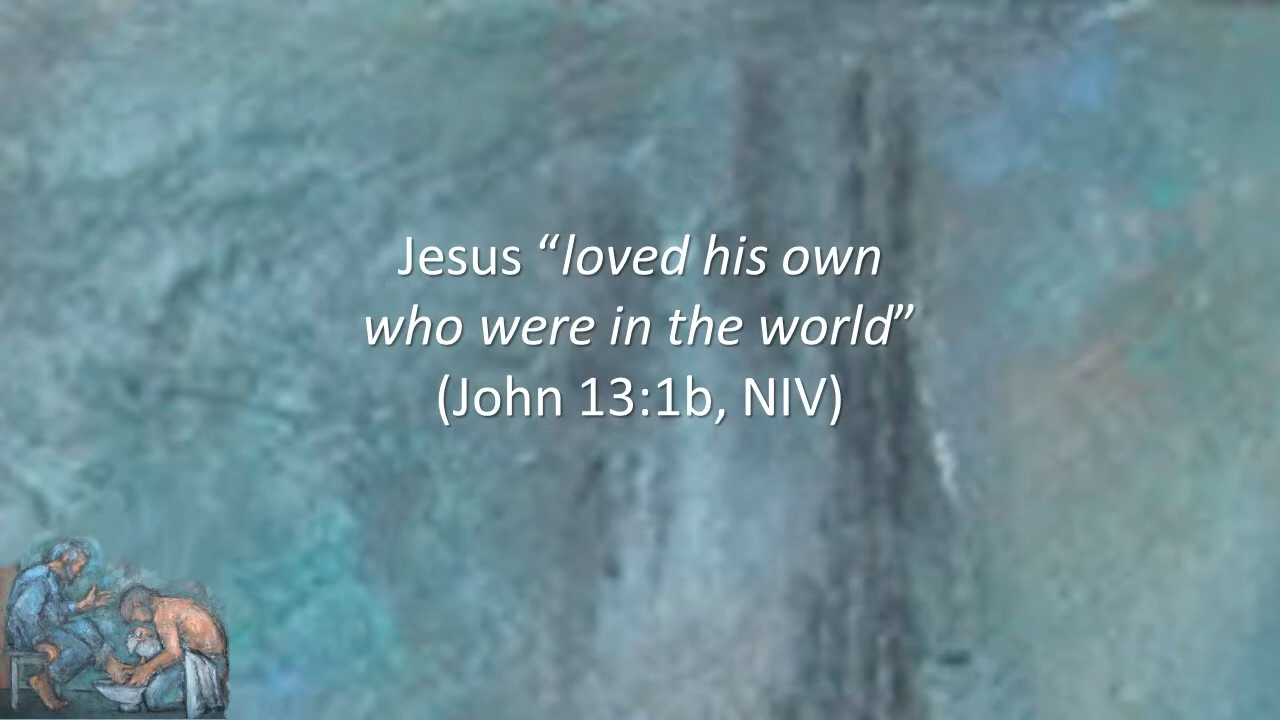 Jesus “loved his own
who were in the world”
(John 13:1b, NIV)